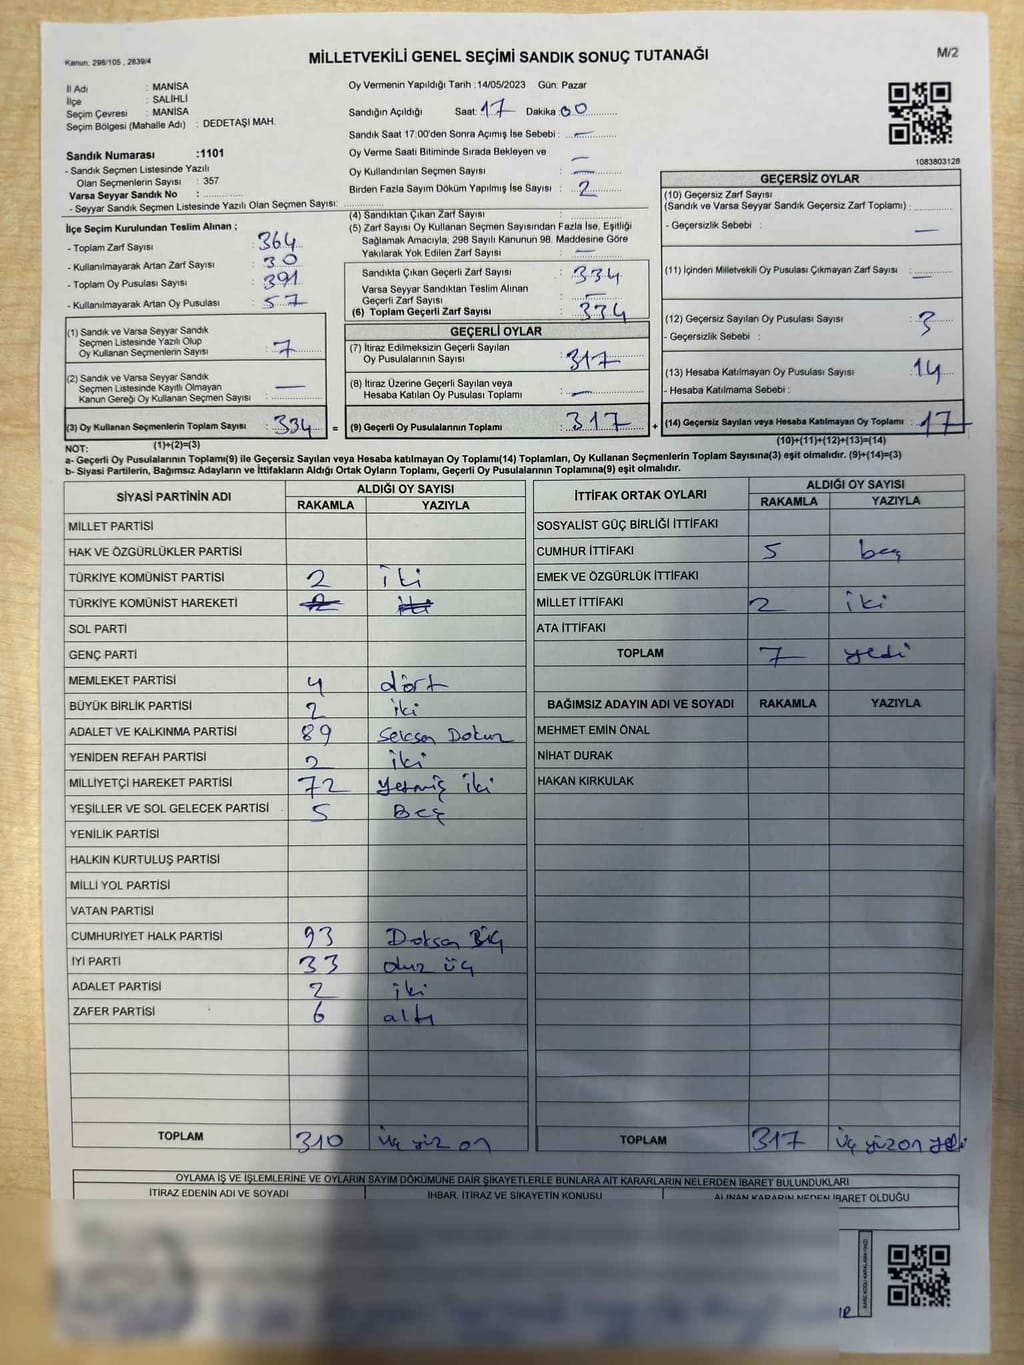 Kanun: 298/105 , 2839/4
MİLLETVEKİLİ GENEL SEÇİMİ SANDIK SONUÇ TUTANAĞI
M/2
İl Adı : MANİSA
İlçe : SALİHLİ
Seçim Çevresi : MANİSA
Seçim Bölgesi (Mahalle Adı) : DEDETAŞI MAH.
Sandık Numarası :1101
- Sandık Seçmen Listesinde Yazılı
Olan Seçmenlerin Sayısı : 357
Varsa Seyyar Sandık No :
- Seyyar Sandık Seçmen Listesinde Yazılı Olan Seçmen Sayısı:
Oy Vermenin Yapıldığı Tarih :14/05/2023 Gün: Pazar
Sandığın Açıldığı Saat: 17 Dakika: 00
Sandık Saat 17:00'den Sonra Açımış İse Sebebi : —
Oy Verme Saati Bitiminde Sırada Bekleyen ve
Oy Kullandırılan Seçmen Sayısı : —
Birden Fazla Sayım Döküm Yapılmış İse Sayısı : 2
1083803128
İlçe Seçim Kurulundan Teslim Alınan ;
- Toplam Zarf Sayısı : 364
- Kullanılmayarak Artan Zarf Sayısı : 30
- Toplam Oy Pusulası Sayısı : 391
- Kullanılmayarak Artan Oy Pusulası : 57
(1) Sandık ve Varsa Seyyar Sandık
Seçmen Listesinde Yazılı Olup
Oy Kullanan Seçmenlerin Sayısı : 7
(2) Sandık ve Varsa Seyyar Sandık
Seçmen Listesinde Kayıtlı Olmayan
Kanun Gereği Oy Kullanan Seçmen Sayısı : —
(3) Oy Kullanan Seçmenlerin Toplam Sayısı : 334 =
(1)+(2)=(3)
(4) Sandıktan Çıkan Zarf Sayısı :
(5) Zarf Sayısı Oy Kullanan Seçmen Sayısından Fazla İse, Eşitliği
Sağlamak Amacıyla; 298 Sayılı Kanunun 98. Maddesine Göre
Yakılarak Yok Edilen Zarf Sayısı : —
Sandıkta Çıkan Geçerli Zarf Sayısı : 334
Varsa Seyyar Sandıktan Teslim Alınan
Geçerli Zarf Sayısı : —
(6) Toplam Geçerli Zarf Sayısı : 334
GEÇERLİ OYLAR
(7) İtiraz Edilmeksizin Geçerli Sayılan
Oy Pusulalarının Sayısı : 317
(8) İtiraz Üzerine Geçerli Sayılan veya
Hesaba Katılan Oy Pusulası Toplamı : —
(9) Geçerli Oy Pusulalarının Toplamı : 317 +
GEÇERSİZ OYLAR
(10) Geçersiz Zarf Sayısı
(Sandık ve Varsa Seyyar Sandık Geçersiz Zarf Toplamı) :
- Geçersizlik Sebebi : —
(11) İçinden Milletvekili Oy Pusulası Çıkmayan Zarf Sayısı : —
(12) Geçersiz Sayılan Oy Pusulası Sayısı : 3
- Geçersizlik Sebebi :
(13) Hesaba Katılmayan Oy Pusulası Sayısı : 14
- Hesaba Katılmama Sebebi :
(14) Geçersiz Sayılan veya Hesaba Katılmayan Oy Toplamı : 17
(10)+(11)+(12)+(13)=(14)
NOT:
a- Geçerli Oy Pusulalarının Toplamı(9) ile Geçersiz Sayılan veya Hesaba katılmayan Oy Toplamı(14) Toplamları, Oy Kullanan Seçmenlerin Toplam Sayısına(3) eşit olmalıdır. (9)+(14)=(3)
b- Siyasi Partilerin, Bağımsız Adayların ve İttifakların Aldığı Ortak Oyların Toplamı, Geçerli Oy Pusulalarının Toplamına(9) eşit olmalıdır.
SİYASİ PARTİNİN ADI ALDIĞI OY SAYISI
RAKAMLA YAZIYLA
MİLLET PARTİSİ
HAK VE ÖZGÜRLÜKLER PARTİSİ
TÜRKİYE KOMÜNİST PARTİSİ 2 iki
TÜRKİYE KOMÜNİST HAREKETİ 2 iki
SOL PARTİ
GENÇ PARTİ
MEMLEKET PARTİSİ 4 dört
BÜYÜK BİRLİK PARTİSİ 2 iki
ADALET VE KALKINMA PARTİSİ 89 Seksen Dokuz
YENİDEN REFAH PARTİSİ 2 iki
MİLLİYETÇİ HAREKET PARTİSİ 72 yetmiş iki
YEŞİLLER VE SOL GELECEK PARTİSİ 5 Beş
YENİLİK PARTİSİ
HALKIN KURTULUŞ PARTİSİ
MİLLİ YOL PARTİSİ
VATAN PARTİSİ
CUMHURİYET HALK PARTİSİ 93 Doksan Üç
İYİ PARTİ 33 otuz üç
ADALET PARTİSİ 2 iki
ZAFER PARTİSİ 6 altı
TOPLAM 310 üç yüz on
İTTİFAK ORTAK OYLARI ALDIĞI OY SAYISI
RAKAMLA YAZIYLA
SOSYALİST GÜÇ BİRLİĞİ İTTİFAKI
CUMHUR İTTİFAKI 5 beş
EMEK VE ÖZGÜRLÜK İTTİFAKI
MİLLET İTTİFAKI 2 iki
ATA İTTİFAKI
TOPLAM 7 yedi
BAĞIMSIZ ADAYIN ADI VE SOYADI RAKAMLA YAZIYLA
MEHMET EMİN ÖNAL
NİHAT DURAK
HAKAN KIRKULAK
TOPLAM 317 üç yüz on yedi
OYLAMA İŞ VE İŞLEMLERİNE VE OYLARIN SAYIM DÖKÜMÜNE DAİR ŞİKAYETLERLE BUNLARA AİT KARARLARIN NELERDEN İBARET BULUNDUKLARI
İTİRAZ EDENİN ADI VE SOYADI İHBAR, İTİRAZ VE ŞİKAYETİN KONUSU ALINAN KARARIN NEDEN İBARET OLDUĞU